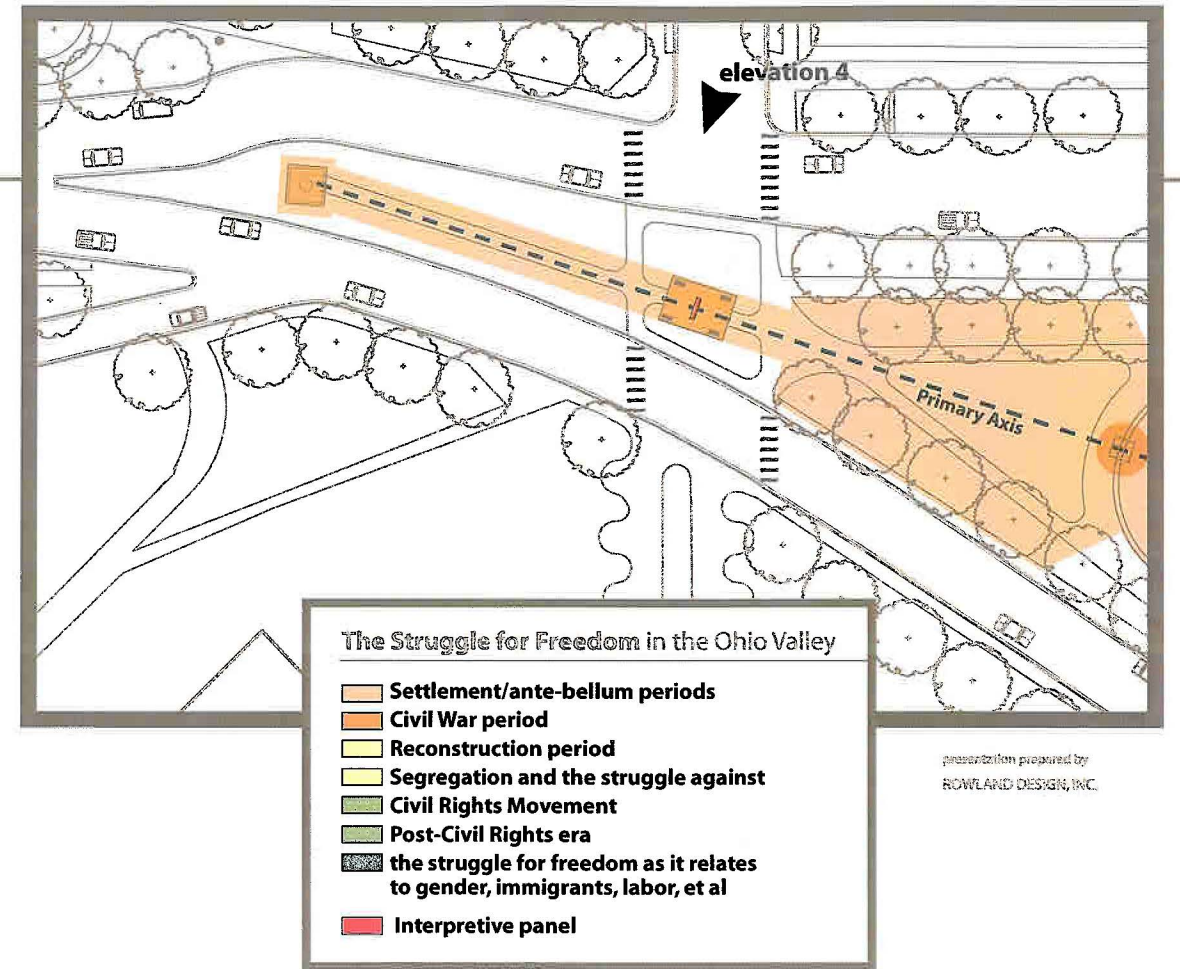 elevation 4
Primary Axis
The Struggle for Freedom in the Ohio Valley
Settlement/ante-bellum periods
Civil War period
Reconstruction period
Segregation and the struggle against
Civil Rights Movement
Post-Civil Rights era
the struggle for freedom as it relates
to gender, immigrants, labor, et al
Interpretive panel
presentation prepared by
ROWLAND DESIGN, INC.